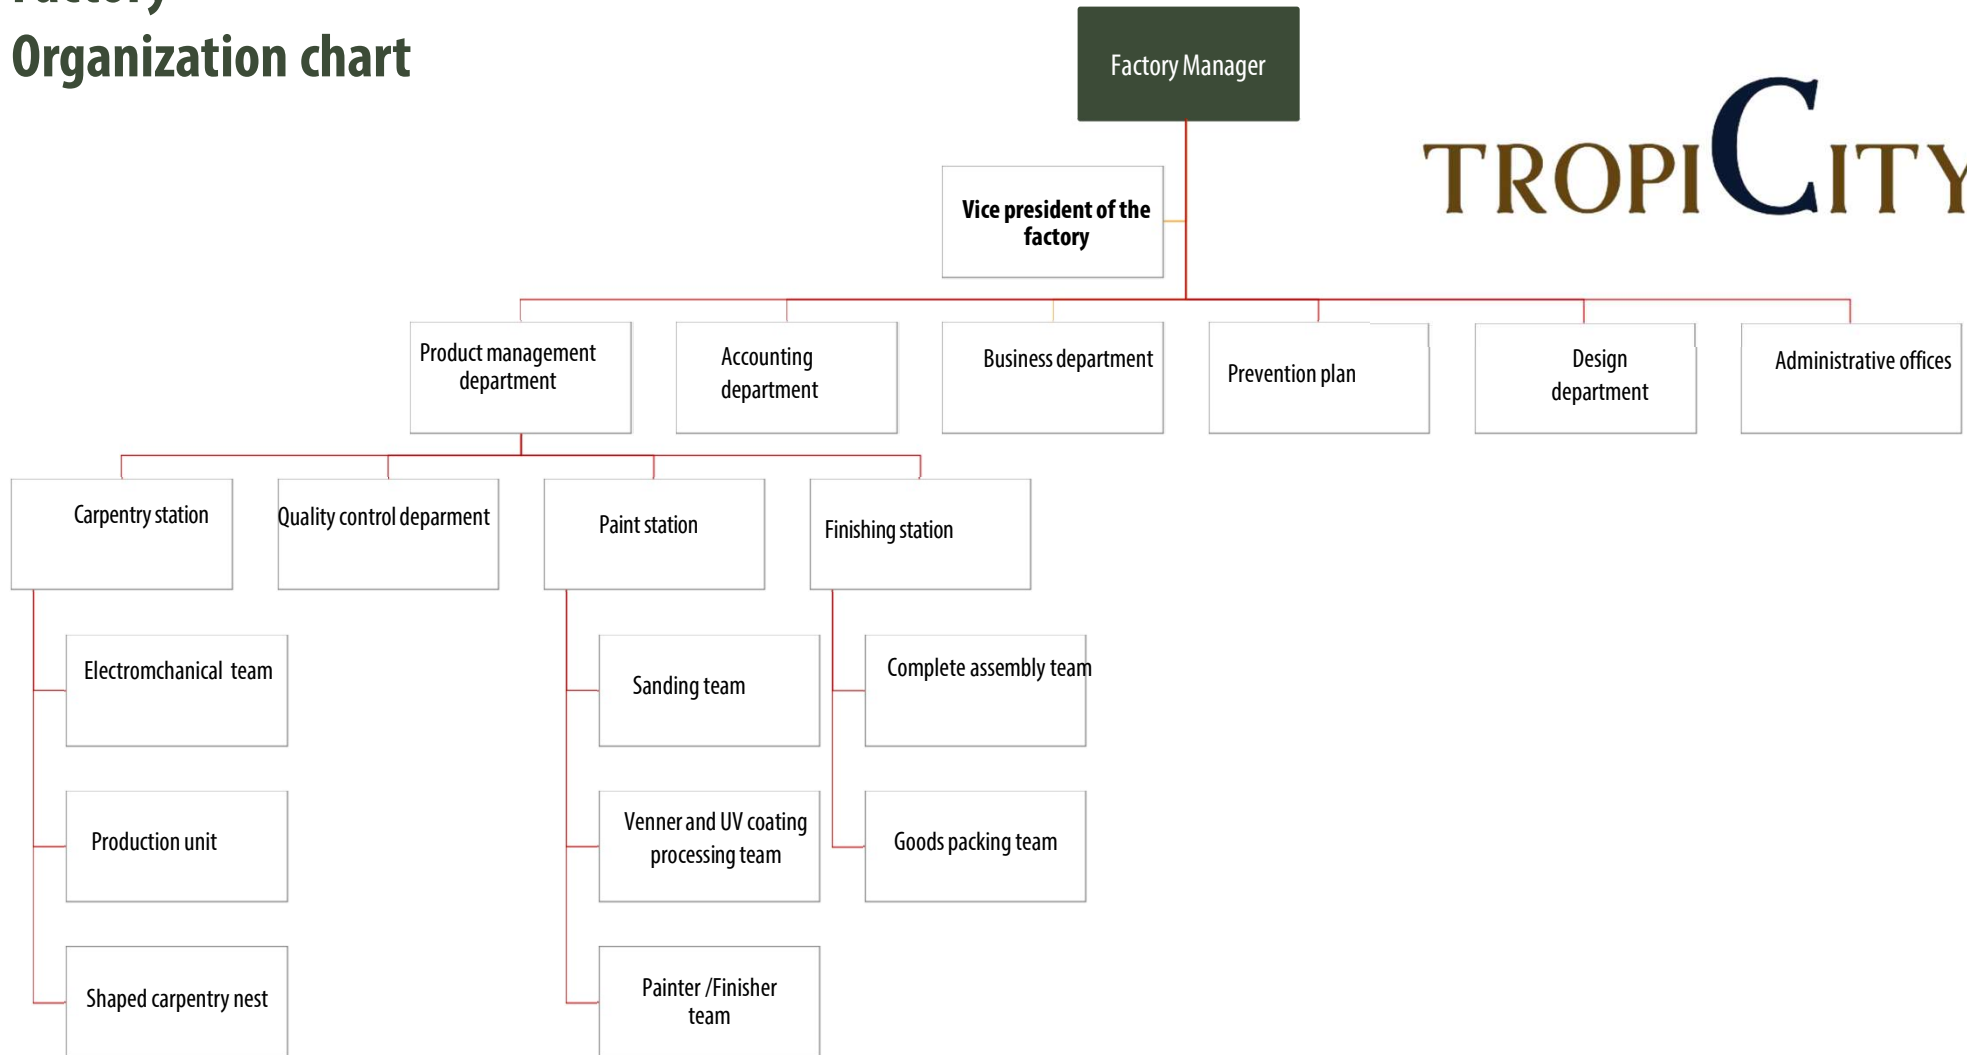 Factory
Organization chart
Factory Manager
TROPICITY
Vice president of the
factory
Product management
department
Accounting
department
Business department
Prevention plan
Design
department
Administrative offices
Carpentry station
Quality control deparment
Paint station
Finishing station
Electromchanical team
Sanding team
Complete assembly team
Production unit
Venner and UV coating
processing team
Goods packing team
Shaped carpentry nest
Painter /Finisher
team